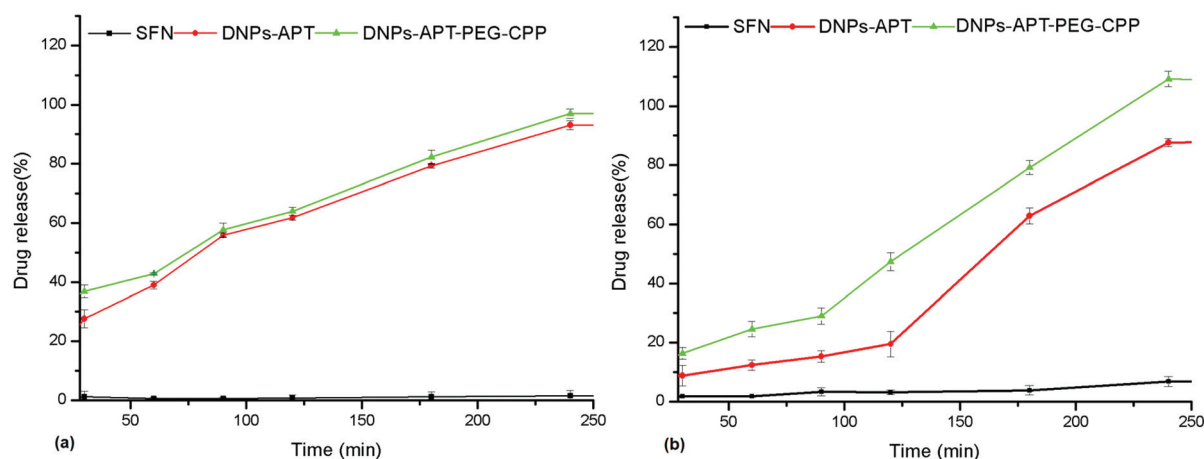 SFN DNPs-APT DNPs-APT-PEG-CPP
120
100
80
60
40
20
0
Drug release(%)
50 100 150 200 250
(a)
Time (min)
SFN DNPs-APT DNPs-APT-PEG-CPP
120
100
80
60
40
20
0
Drug release(%)
50 100 150 200 250
(b)
Time (min)